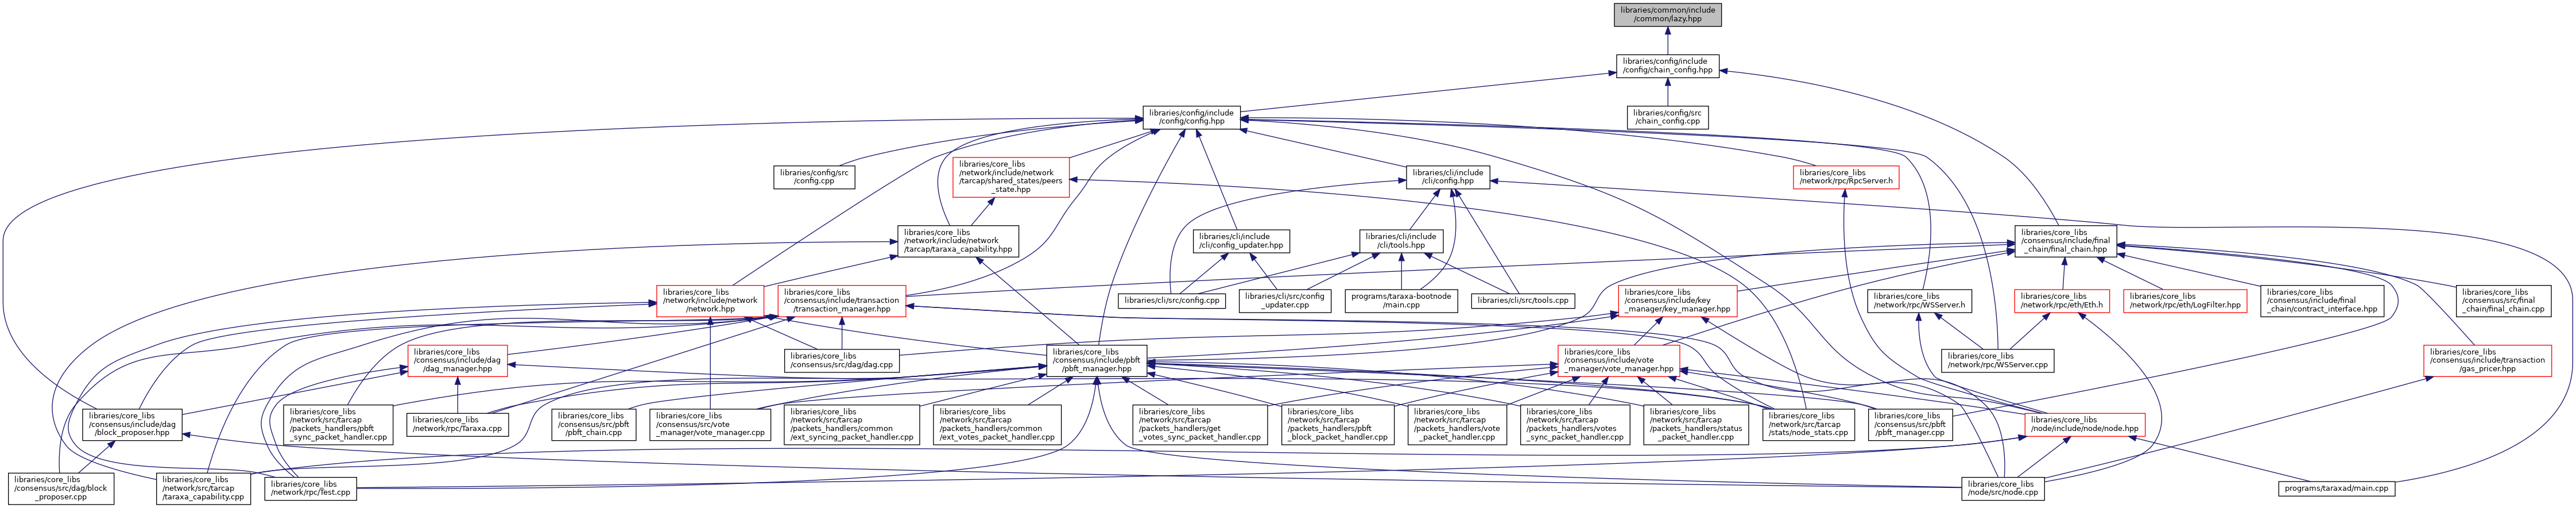 libraries/common/include
/common/lazy.hpp
libraries/config/include
/config/chain_config.hpp
libraries/config/include
/config/config.hpp
libraries/config/src
/chain_config.cpp
libraries/config/src
/config.cpp
libraries/core_libs
/network/include/network
/tarcap/shared_states/peers
_state.hpp
libraries/cli/include
/cli/config.hpp
libraries/core_libs
/network/rpc/RpcServer.h
libraries/core_libs
/network/include/network
/tarcap/taraxa_capability.hpp
libraries/cli/include
/cli/config_updater.hpp
libraries/cli/include
/cli/tools.hpp
libraries/core_libs
/consensus/include/final
_chain/final_chain.hpp
libraries/core_libs
/network/include/network
/network.hpp
libraries/core_libs
/consensus/include/transaction
/transaction_manager.hpp
libraries/cli/src/config.cpp
libraries/cli/src/config
_updater.cpp
programs/taraxa-bootnode
/main.cpp
libraries/cli/src/tools.cpp
libraries/core_libs
/consensus/include/key
_manager/key_manager.hpp
libraries/core_libs
/network/rpc/WSServer.h
libraries/core_libs
/network/rpc/eth/Eth.h
libraries/core_libs
/network/rpc/eth/LogFilter.hpp
libraries/core_libs
/consensus/include/final
_chain/contract_interface.hpp
libraries/core_libs
/consensus/src/final
_chain/final_chain.cpp
libraries/core_libs
/consensus/include/dag
/dag_manager.hpp
libraries/core_libs
/consensus/src/dag/dag.cpp
libraries/core_libs
/consensus/include/pbft
/pbft_manager.hpp
libraries/core_libs
/consensus/include/vote
_manager/vote_manager.hpp
libraries/core_libs
/network/rpc/WSServer.cpp
libraries/core_libs
/consensus/include/transaction
/gas_pricer.hpp
libraries/core_libs
/consensus/include/dag
/block_proposer.hpp
libraries/core_libs
/network/src/tarcap
/packets_handlers/pbft
_sync_packet_handler.cpp
libraries/core_libs
/network/rpc/Taraxa.cpp
libraries/core_libs
/consensus/src/pbft
/pbft_chain.cpp
libraries/core_libs
/consensus/src/vote
_manager/vote_manager.cpp
libraries/core_libs
/network/src/tarcap
/packets_handlers/common
/ext_syncing_packet_handler.cpp
libraries/core_libs
/network/src/tarcap
/packets_handlers/common
/ext_votes_packet_handler.cpp
libraries/core_libs
/network/src/tarcap
/packets_handlers/get
_votes_sync_packet_handler.cpp
libraries/core_libs
/network/src/tarcap
/packets_handlers/pbft
_block_packet_handler.cpp
libraries/core_libs
/network/src/tarcap
/packets_handlers/vote
_packet_handler.cpp
libraries/core_libs
/network/src/tarcap
/packets_handlers/votes
_sync_packet_handler.cpp
libraries/core_libs
/network/src/tarcap
/packets_handlers/status
_packet_handler.cpp
libraries/core_libs
/network/src/tarcap
/stats/node_stats.cpp
libraries/core_libs
/consensus/src/pbft
/pbft_manager.cpp
libraries/core_libs
/node/include/node/node.hpp
libraries/core_libs
/consensus/src/dag/block
_proposer.cpp
libraries/core_libs
/network/src/tarcap
/taraxa_capability.cpp
libraries/core_libs
/network/rpc/Test.cpp
libraries/core_libs
/node/src/node.cpp
programs/taraxad/main.cpp